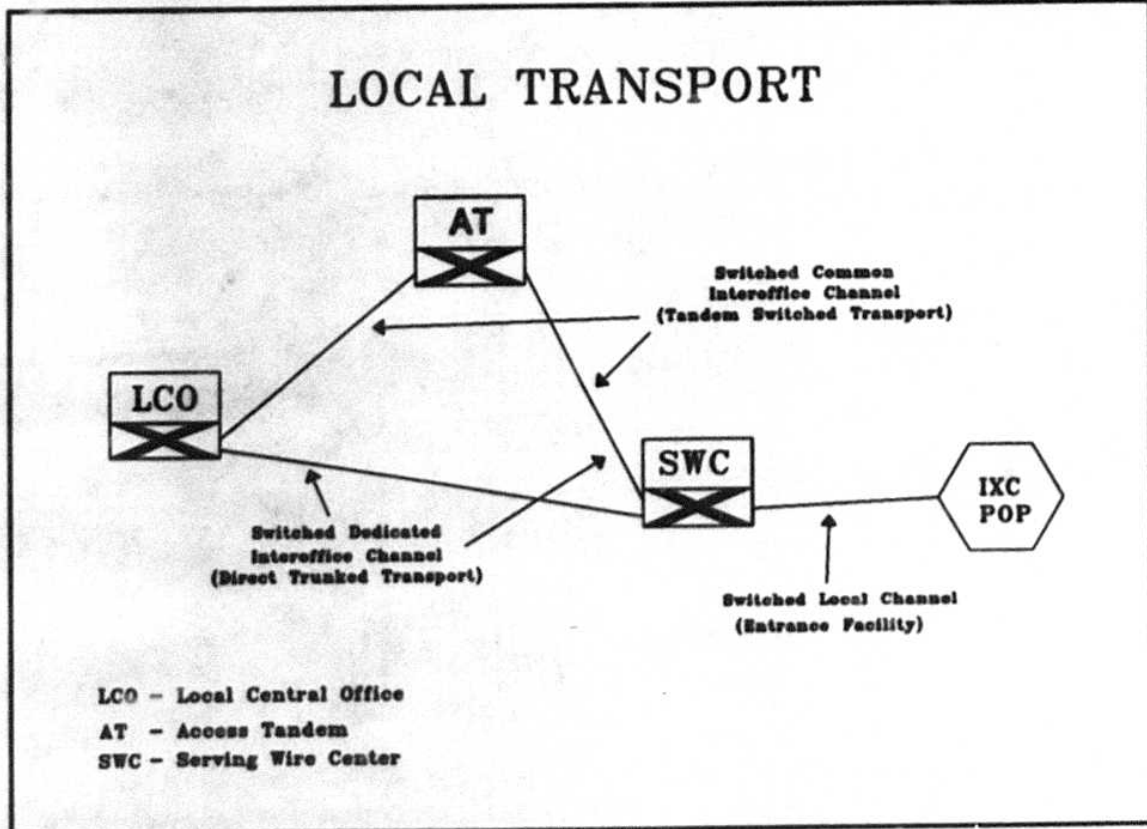 LOCAL TRANSPORT
AT
Switched Common
Interoffice Channel
(Tandem Switched Transport)
LCO
SWC
IXC
POP
Switched Dedicated
Interoffice Channel
(Direct Trunked Transport)
Switched Local Channel
(Entrance Facility)
LCO - Local Central Office
AT - Access Tandem
SWC - Serving Wire Center